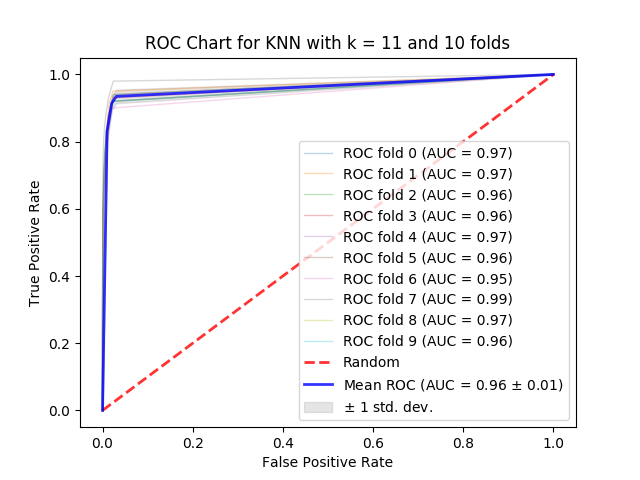 ROC Chart for KNN with k = 11 and 10 folds
True Positive Rate
1.0
0.8
0.6
0.4
0.2
0.0
ROC fold 0 (AUC = 0.97)
ROC fold 1 (AUC = 0.97)
ROC fold 2 (AUC = 0.96)
ROC fold 3 (AUC = 0.96)
ROC fold 4 (AUC = 0.97)
ROC fold 5 (AUC = 0.96)
ROC fold 6 (AUC = 0.95)
ROC fold 7 (AUC = 0.99)
ROC fold 8 (AUC = 0.97)
ROC fold 9 (AUC = 0.96)
Random
Mean ROC (AUC = 0.96 ± 0.01)
± 1 std. dev.
0.0 0.2 0.4 0.6 0.8 1.0
False Positive Rate